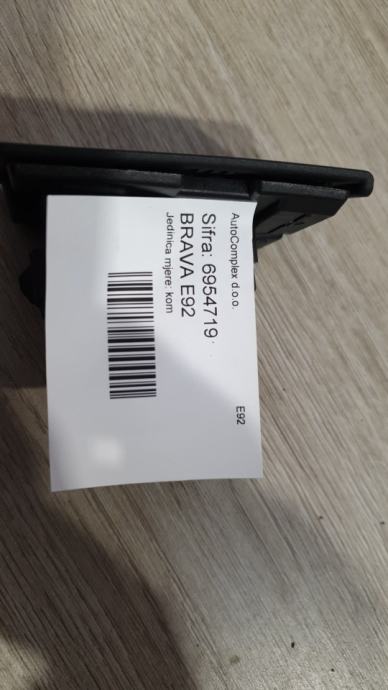 AutoComplex d.o.o.
E92
Sifra: 6954719
BRAVA E92
Jedinica mjere: kom